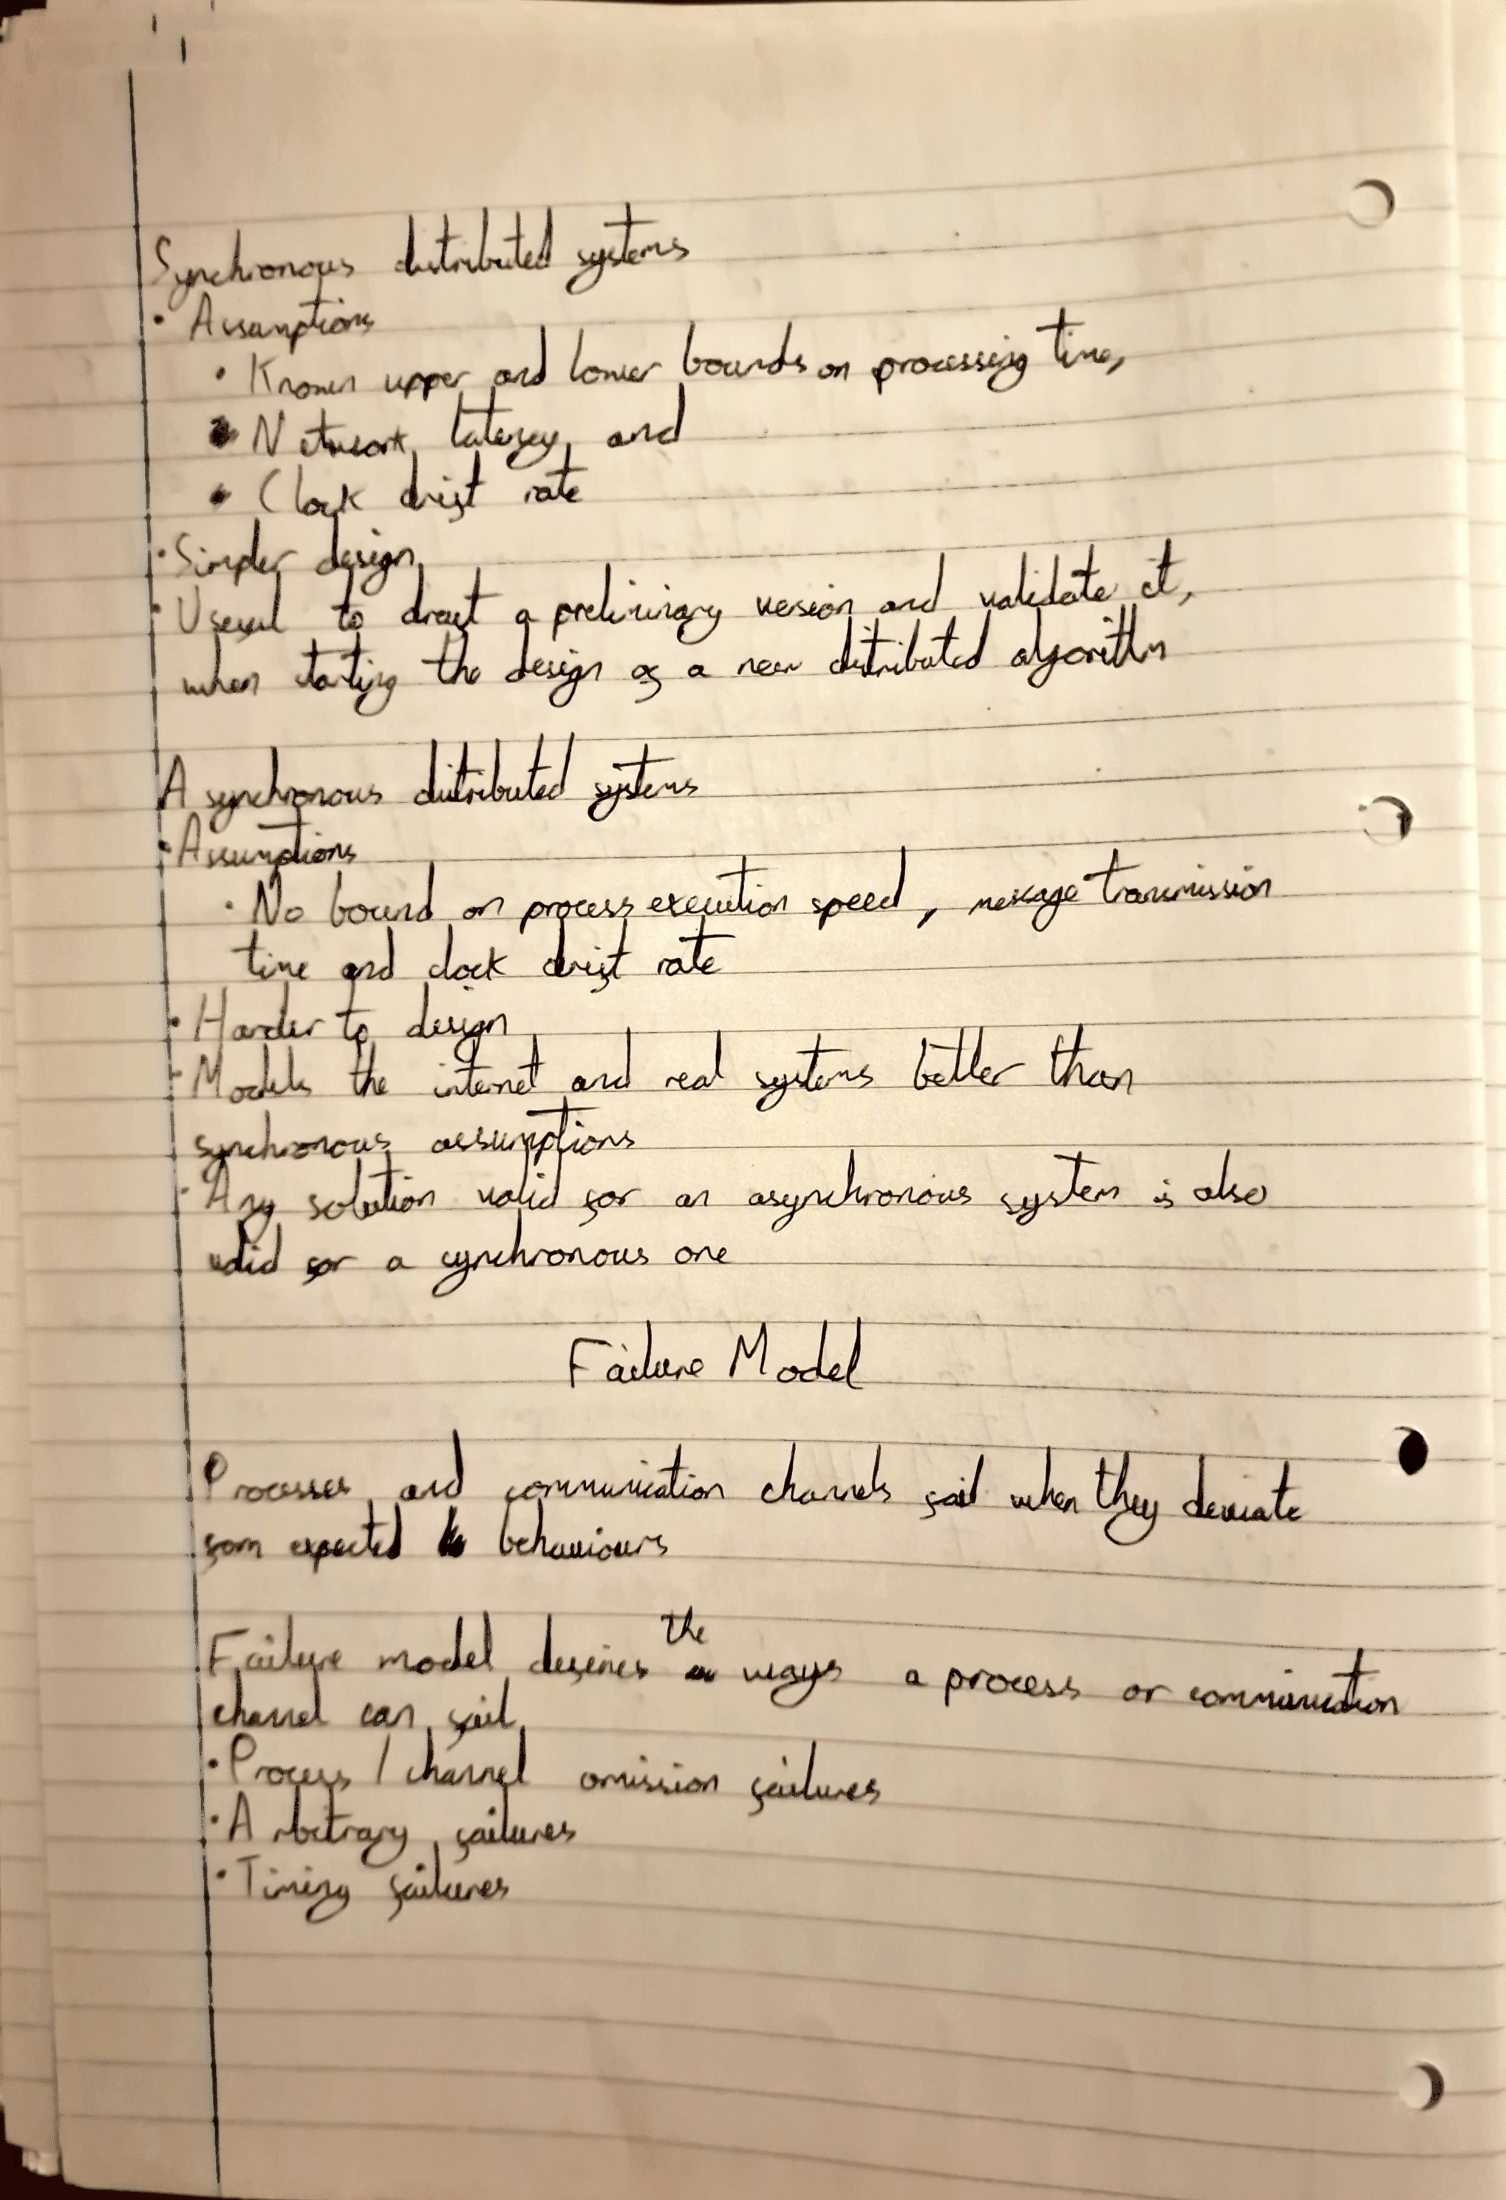 Synchronous distributed systems
• Assumptions
• Known upper and lower bounds on processing time,
• Network latency, and
• Clock drift rate
• Simpler design
• Useful to draft a preliminary version and validate it,
when starting the design of a new distributed algorithm
Asynchronous distributed systems
• Assumptions
• No bound on process execution speed, message transmission
time and clock drift rate
• Harder to design
• Models the internet and real systems better than
synchronous assumptions
• Any solution valid for an asynchronous system is also
valid for a synchronous one
Failure Model
Processes and communication channels fail when they deviate
from expected behaviours
Failure model defines the ways a process or communication
channel can fail
• Process / channel omission failures
• Arbitrary failures
• Timing failures